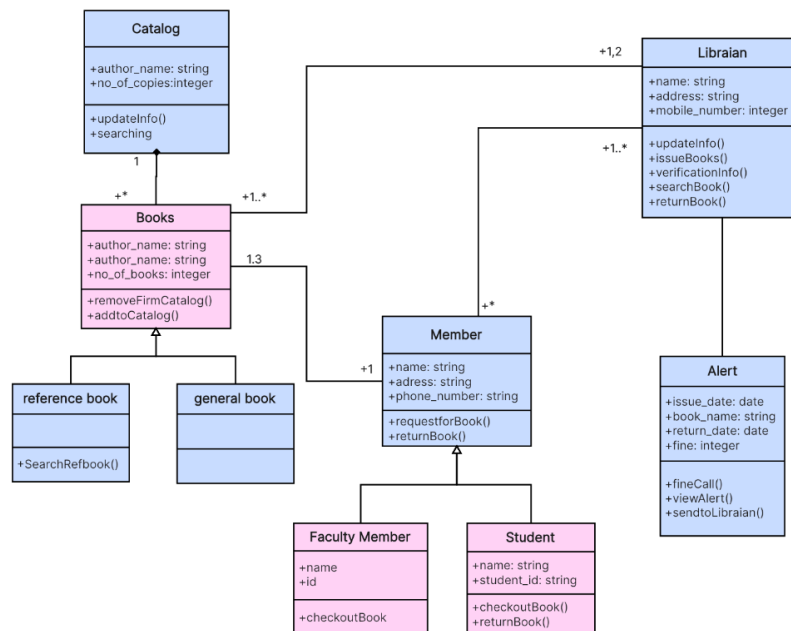 Catalog
+author_name: string
+no_of_copies:integer
+updateInfo()
+searching
1
+*
+1,2
+1..*
Libraian
+name: string
+address: string
+mobile_number: integer
+updateInfo()
+issueBooks()
+verificationInfo()
+searchBook()
+returnBook()
+1..*
Books
+author_name: string
+author_name: string
+no_of_books: integer
+removeFirmCatalog()
+addtoCatalog()
1.3
+1
+*
Member
+name: string
+adress: string
+phone_number: string
+requestforBook()
+returnBook()
reference book
+SearchRefbook()
general book
Alert
+issue_date: date
+book_name: string
+return_date: date
+fine: integer
+fineCall()
+viewAlert()
+sendtoLibraian()
Faculty Member
+name
+id
+checkoutBook
Student
+name: string
+student_id: string
+checkoutBook()
+returnBook()